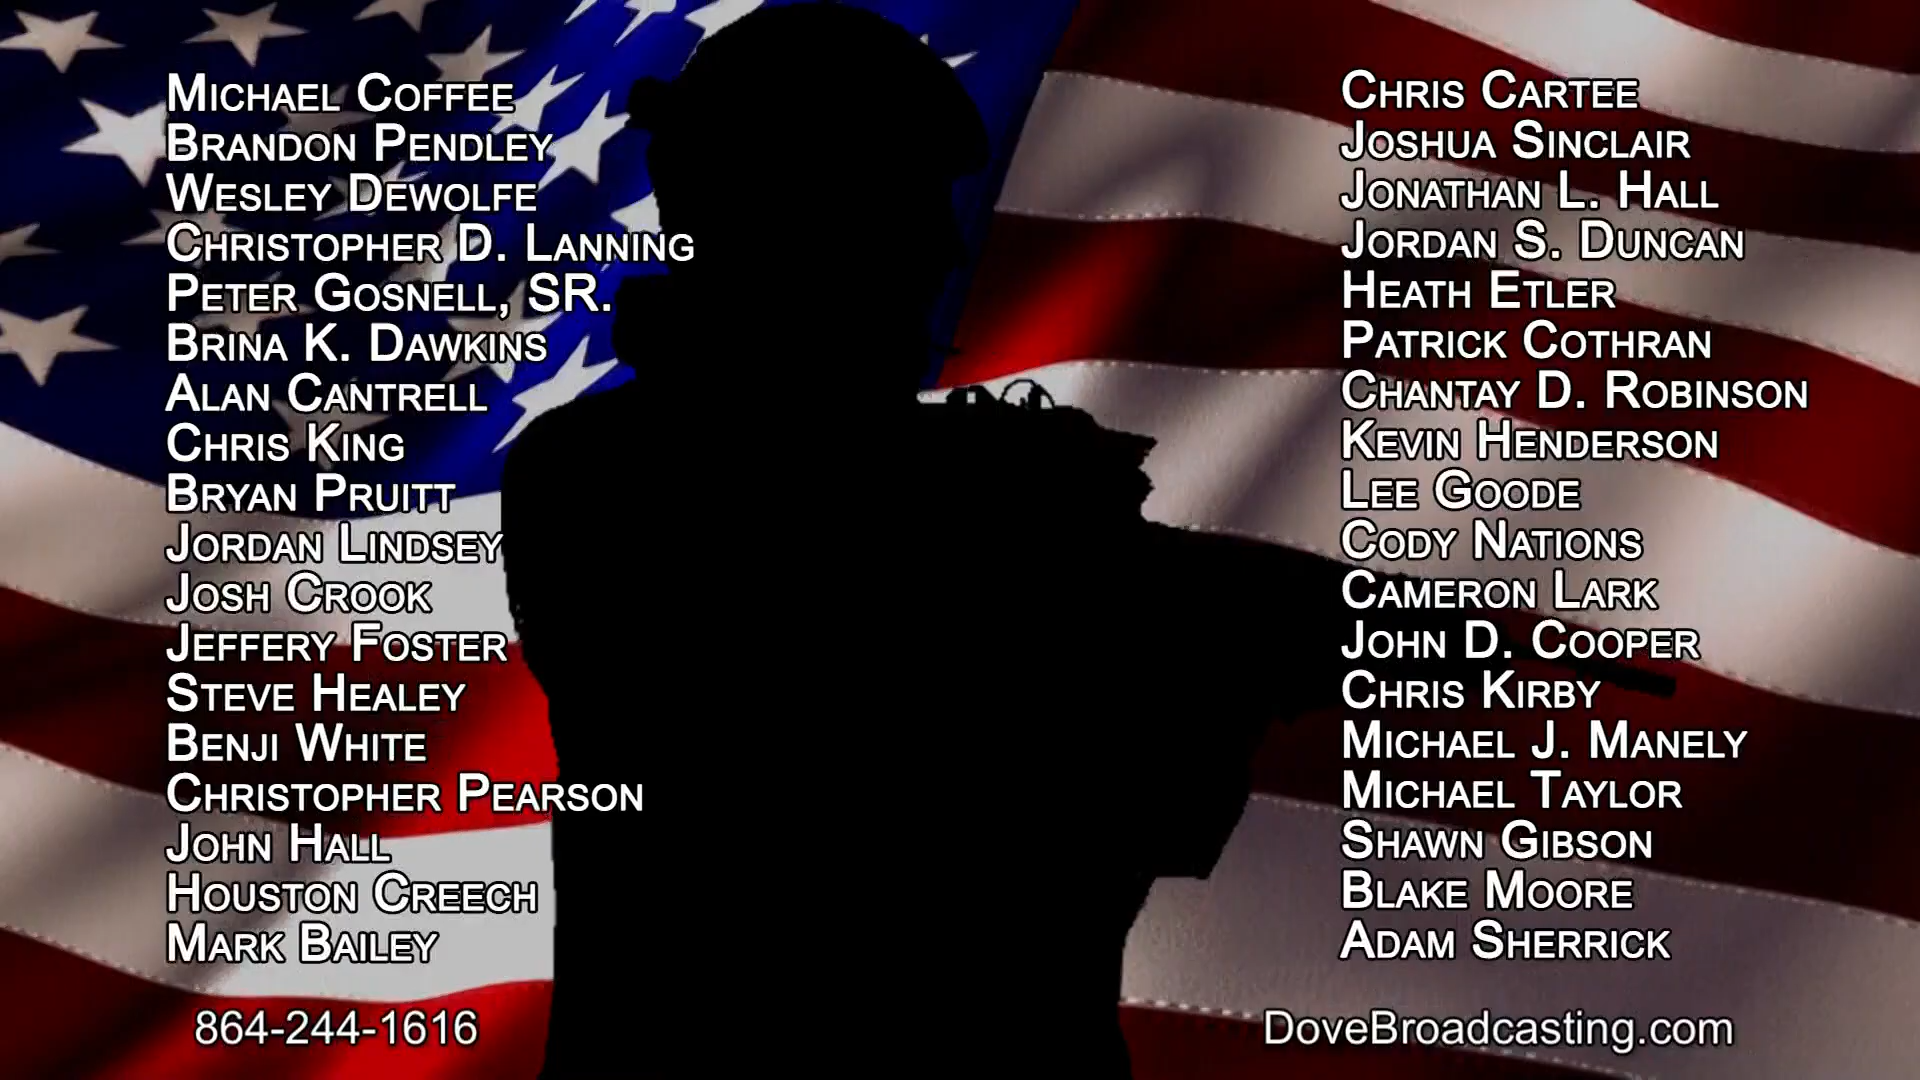 Michael Coffee
Brandon Pendley
Wesley Dewolfe
Christopher D. Lanning
Peter Gosnell, SR.
Brina K. Dawkins
Alan Cantrell
Chris King
Bryan Pruitt
Jordan Lindsey
Josh Crook
Jeffery Foster
Steve Healey
Benji White
Christopher Pearson
John Hall
Houston Creech
Mark Bailey
864-244-1616
Chris Cartee
Joshua Sinclair
Jonathan L. Hall
Jordan S. Duncan
Heath Etler
Patrick Cothran
Chantay D. Robinson
Kevin Henderson
Lee Goode
Cody Nations
Cameron Lark
John D. Cooper
Chris Kirby
Michael J. Manely
Michael Taylor
Shawn Gibson
Blake Moore
Adam Sherrick
DoveBroadcasting.com